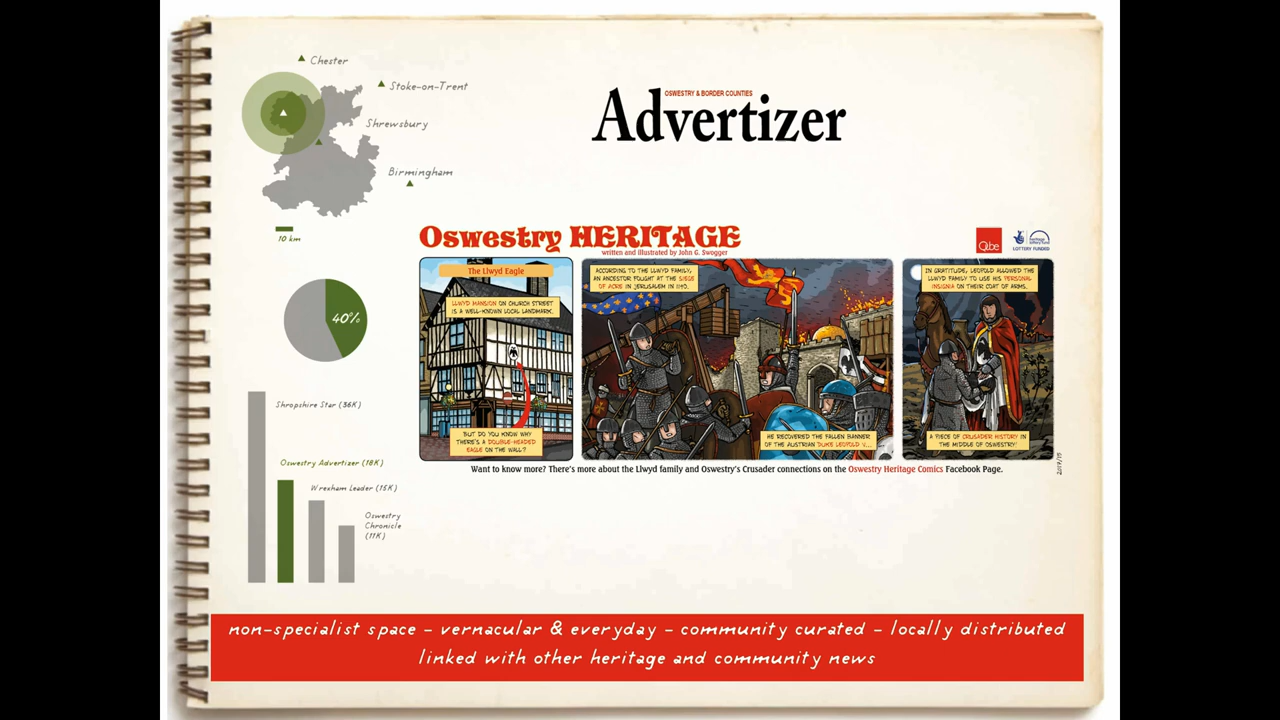 Chester
Stoke-on-Trent
Shrewsbury
Birmingham
10 km
OSWESTRY & BORDER COUNTIES
Advertizer
Oswestry HERITAGE
written and illustrated by John G. Swogger
Qube
LOTTERY FUNDED
heritage lottery fund
The Llwyd Eagle
LLWYD MANSION ON CHURCH STREET
IS A WELL-KNOWN LOCAL LANDMARK.
BUT DO YOU KNOW WHY
THERE'S A DOUBLE-HEADED
EAGLE ON THE WALL?
ACCORDING TO THE LLWYD FAMILY,
AN ANCESTOR FOUGHT AT THE SIEGE
OF ACRE IN JERUSALEM IN 1190.
HE RECOVERED THE FALLEN BANNER
OF THE AUSTRIAN DUKE LEOPOLD V...
IN GRATITUDE, LEOPOLD ALLOWED THE
LLWYD FAMILY TO USE HIS PERSONAL
INSIGNIA ON THEIR COAT OF ARMS.
A PIECE OF CRUSADER HISTORY IN
THE MIDDLE OF OSWESTRY!
Want to know more? There's more about the Llwyd family and Oswestry's Crusader connections on the Oswestry Heritage Comics Facebook Page.
40%
Shropshire Star (36K)
Oswestry Advertizer (18K)
Wrexham Leader (15K)
Oswestry
Chronicle
(11K)
non-specialist space - vernacular & everyday - community curated - locally distributed
linked with other heritage and community news